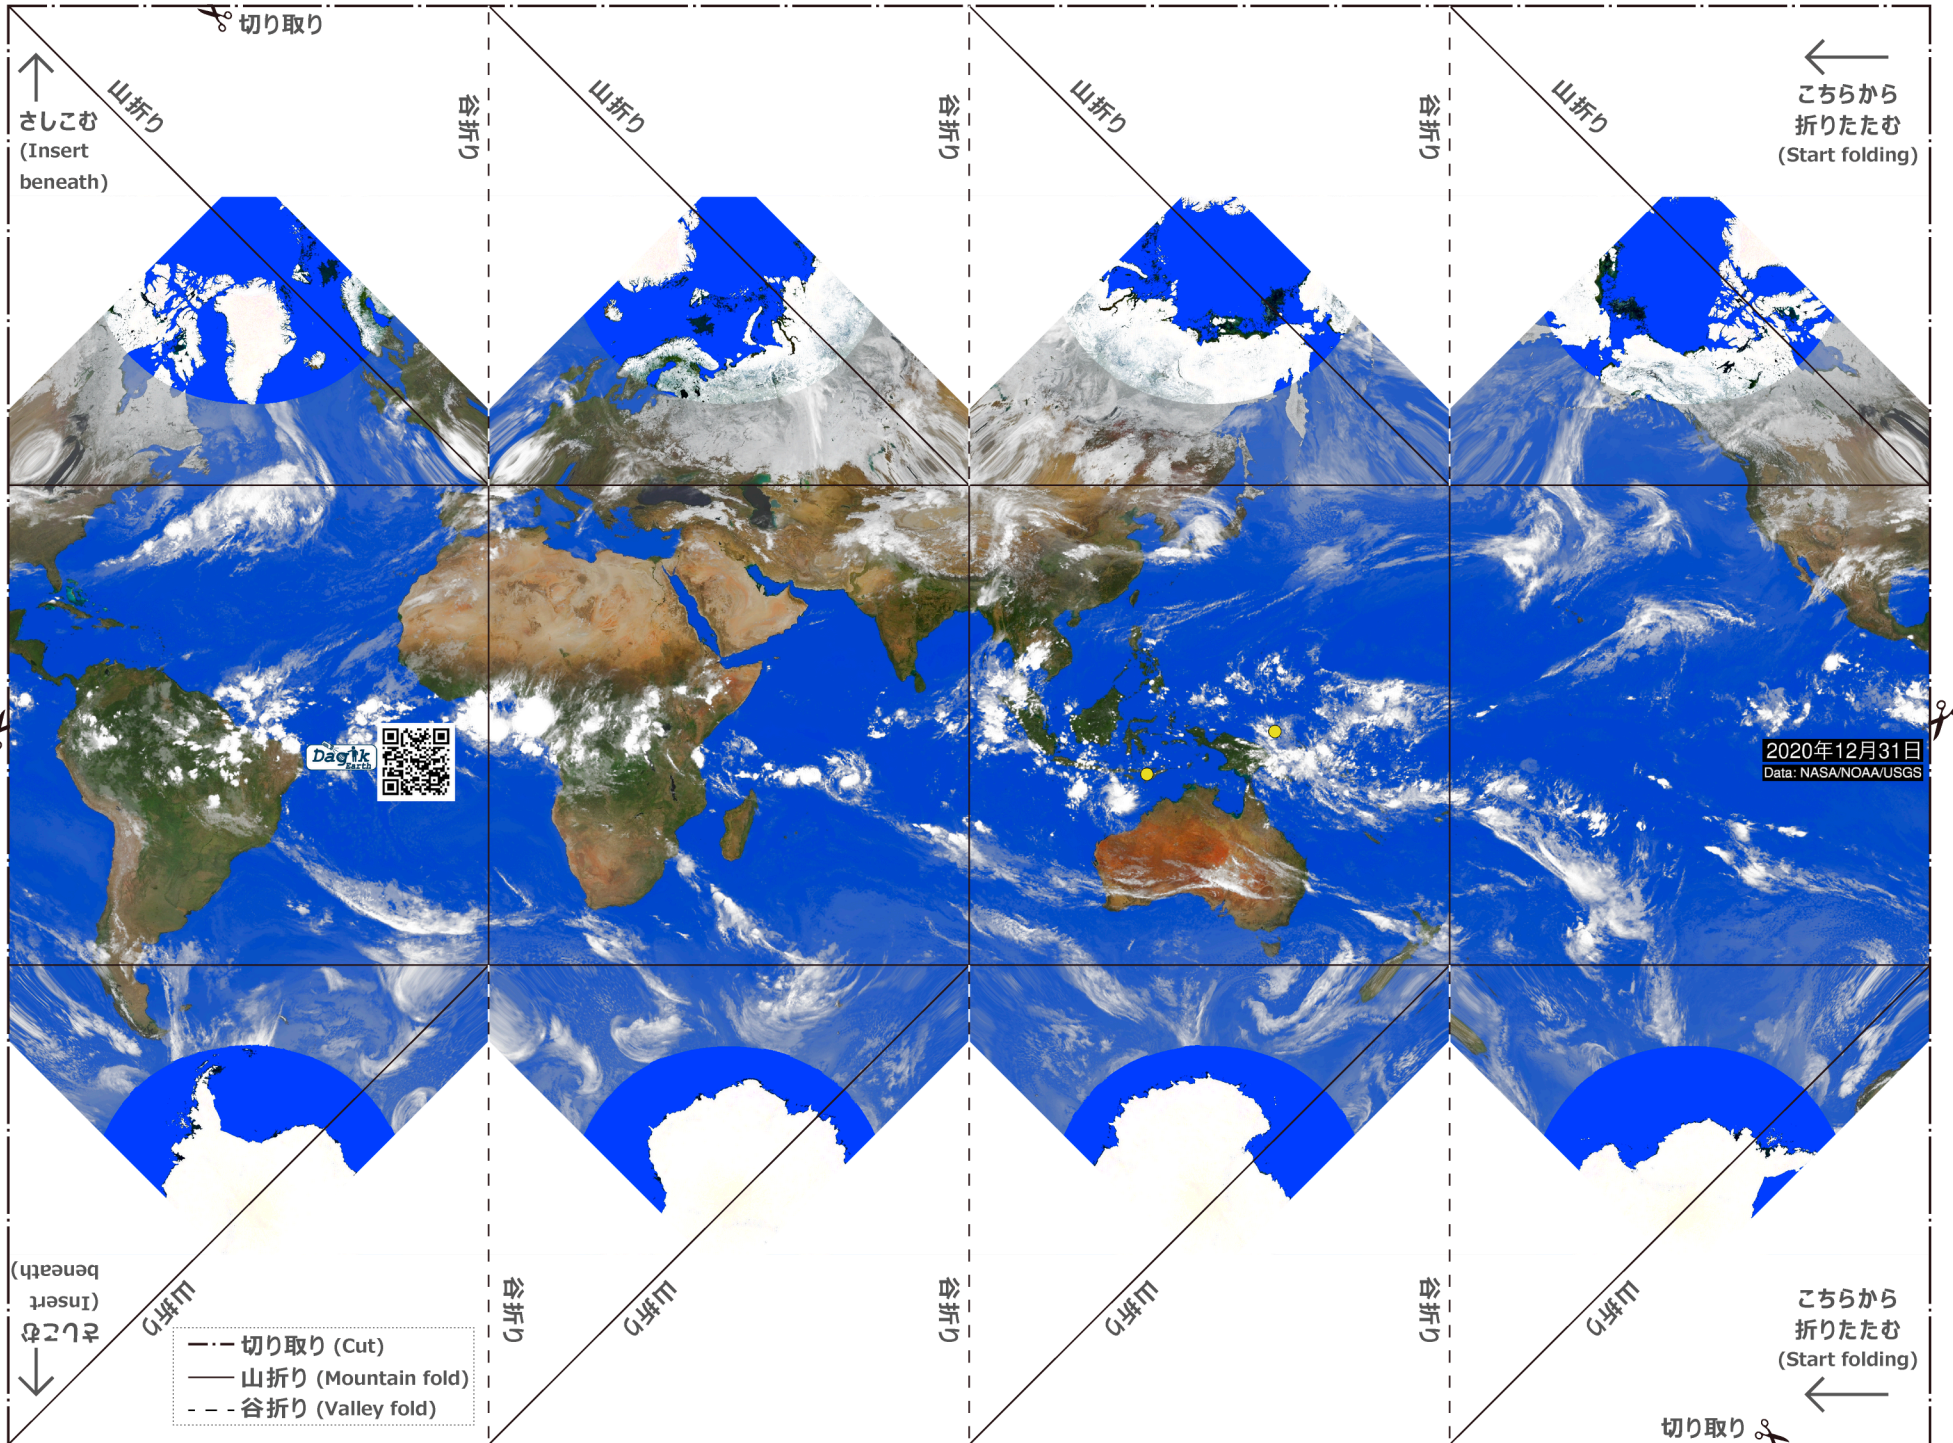 切り取り
さしこむ
(Insert
beneath)
山折り
谷折り
山折り
谷折り
山折り
谷折り
山折り
こちらから
折りたたむ
(Start folding)
Dagik
Earth
2020年12月31日
Data: NASA/NOAA/USGS
さしこむ
(Insert
beneath)
山折り
谷折り
山折り
谷折り
山折り
谷折り
山折り
こちらから
折りたたむ
(Start folding)
切り取り (Cut)
山折り (Mountain fold)
谷折り (Valley fold)
切り取り